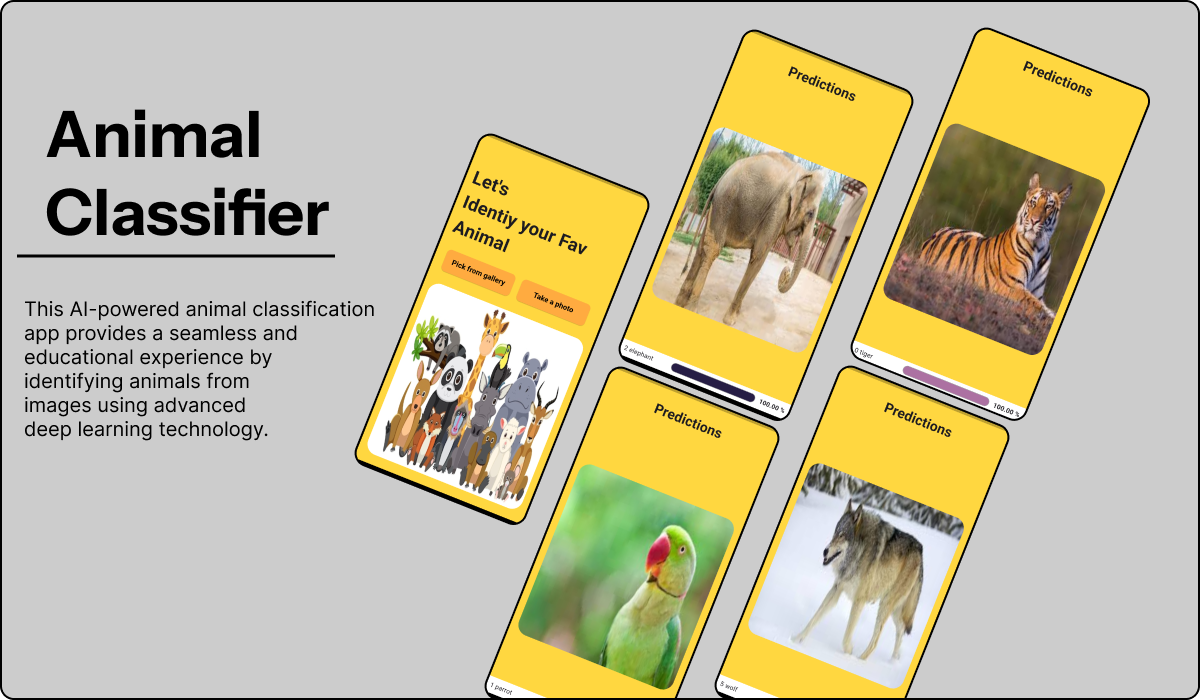 Animal
Classifier
This AI-powered animal classification
app provides a seamless and
educational experience by
identifying animals from
images using advanced
deep learning technology.
Let's
Identiy your Fav
Animal
Pick from gallery
Take a photo
Predictions
2 elephant
100.00 %
Predictions
0 tiger
100.00 %
Predictions
1 parrot
Predictions
5 wolf